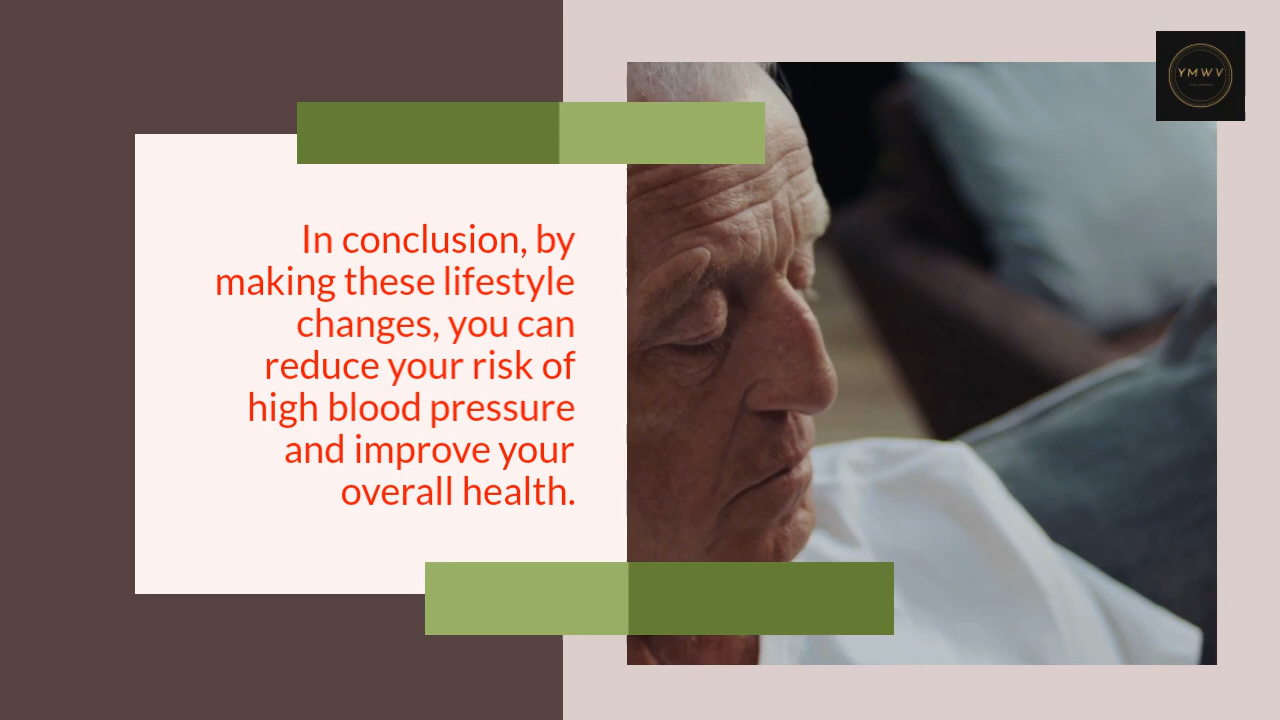 YMWV
In conclusion, by
making these lifestyle
changes, you can
reduce your risk of
high blood pressure
and improve your
overall health.